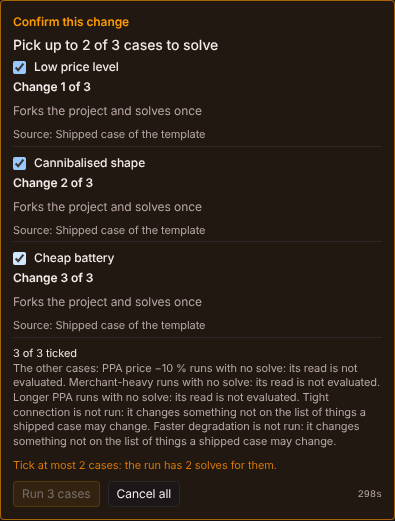 Confirm this change
Pick up to 2 of 3 cases to solve
Low price level
Change 1 of 3
Forks the project and solves once
Source: Shipped case of the template
Cannibalised shape
Change 2 of 3
Forks the project and solves once
Source: Shipped case of the template
Cheap battery
Change 3 of 3
Forks the project and solves once
Source: Shipped case of the template
3 of 3 ticked
The other cases: PPA price −10 % runs with no solve: its read is not
evaluated. Merchant-heavy runs with no solve: its read is not evaluated.
Longer PPA runs with no solve: its read is not evaluated. Tight
connection is not run: it changes something not on the list of things a
shipped case may change. Faster degradation is not run: it changes
something not on the list of things a shipped case may change.
Tick at most 2 cases: the run has 2 solves for them.
Run 3 cases
Cancel all
298s